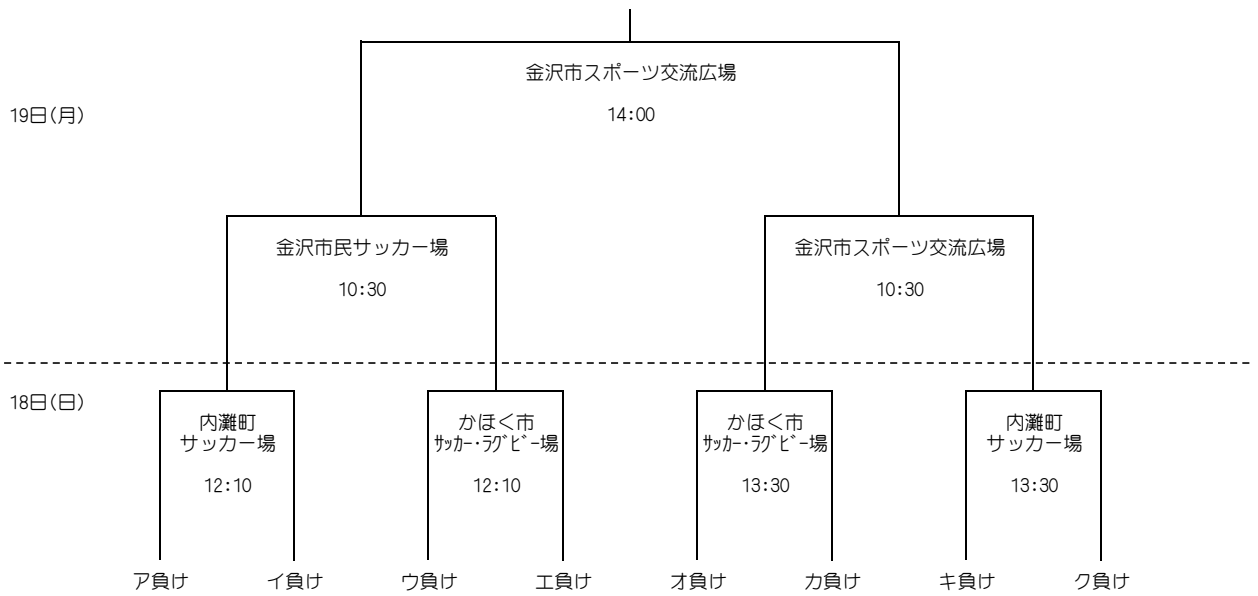 金沢市スポーツ交流広場
19日(月)
14:00
金沢市民サッカー場
金沢市スポーツ交流広場
10:30
10:30
18日(日)
内灘町
サッカー場
12:10
かほく市
ｻｯｶｰ・ﾗｸﾞﾋﾞｰ場
12:10
かほく市
ｻｯｶｰ・ﾗｸﾞﾋﾞｰ場
13:30
内灘町
サッカー場
13:30
ア負け
イ負け
ウ負け
エ負け
オ負け
カ負け
キ負け
ク負け